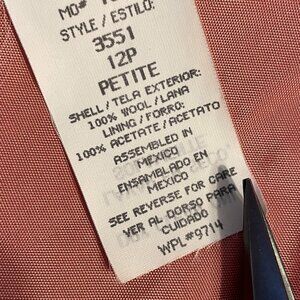 MD#
STYLE / ESTILO:
3551
12P
PETITE
SHELL / TELA EXTERIOR:
100% WOOL / LANA
LINING / FORRO:
100% ACETATE / ACETATO
ASSEMBLED IN
MEXICO
ENSAMBLADO EN
MEXICO
SEE REVERSE FOR CARE
VER AL DORSO PARA
CUIDADO
WPL#9714